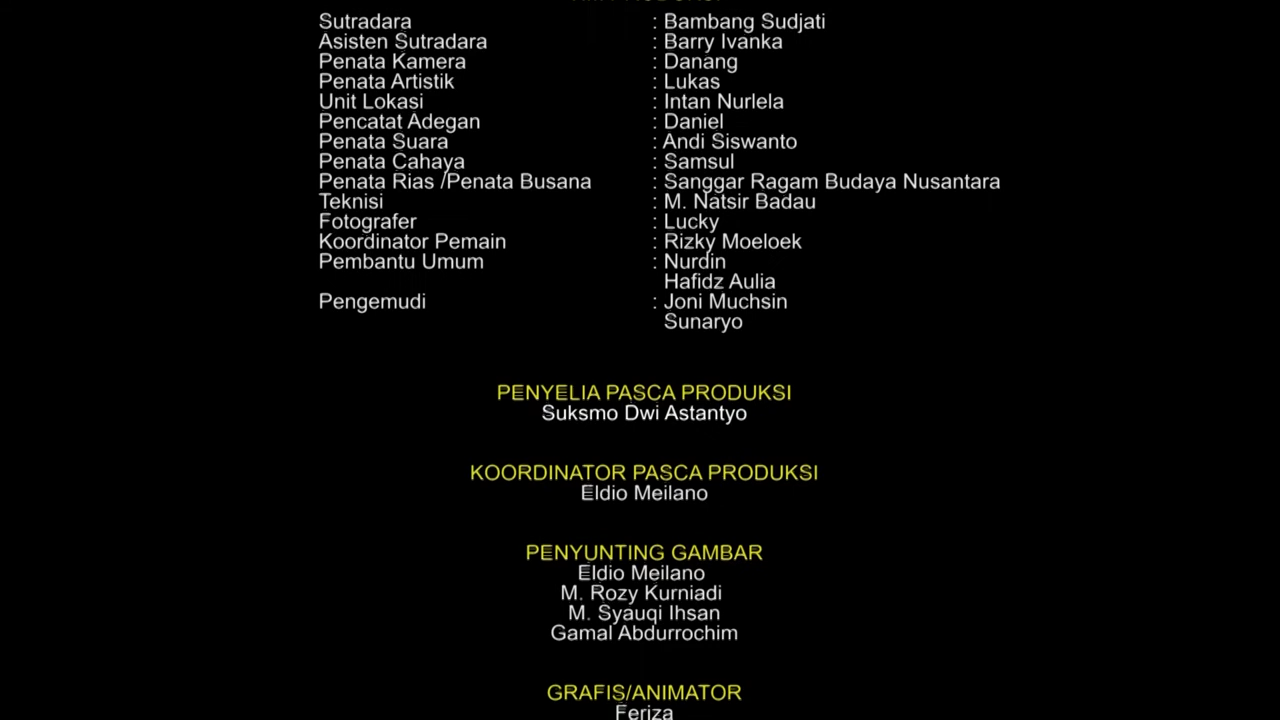 Sutradara : Bambang Sudjati
Asisten Sutradara : Barry Ivanka
Penata Kamera : Danang
Penata Artistik : Lukas
Unit Lokasi : Intan Nurlela
Pencatat Adegan : Daniel
Penata Suara : Andi Siswanto
Penata Cahaya : Samsul
Penata Rias /Penata Busana : Sanggar Ragam Budaya Nusantara
Teknisi : M. Natsir Badau
Fotografer : Lucky
Koordinator Pemain : Rizky Moeloek
Pembantu Umum : Nurdin
Hafidz Aulia
Pengemudi : Joni Muchsin
Sunaryo
PENYELIA PASCA PRODUKSI
Suksmo Dwi Astantyo
KOORDINATOR PASCA PRODUKSI
Eldio Meilano
PENYUNTING GAMBAR
Eldio Meilano
M. Rozy Kurniadi
M. Syauqi Ihsan
Gamal Abdurrochim
GRAFIS/ANIMATOR
Feriza